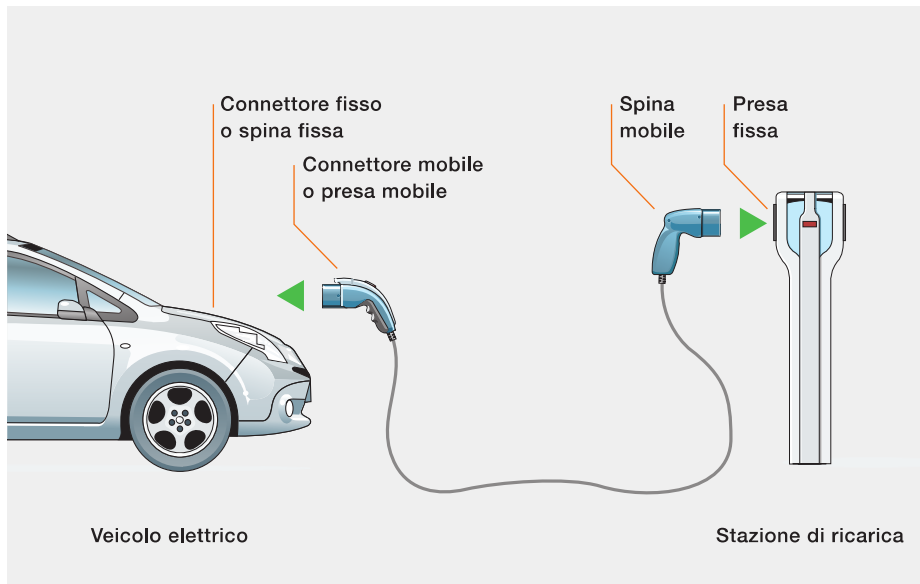 Connettore fisso
o spina fissa
Connettore mobile
o presa mobile
Spina
mobile
Presa
fissa
Veicolo elettrico
Stazione di ricarica